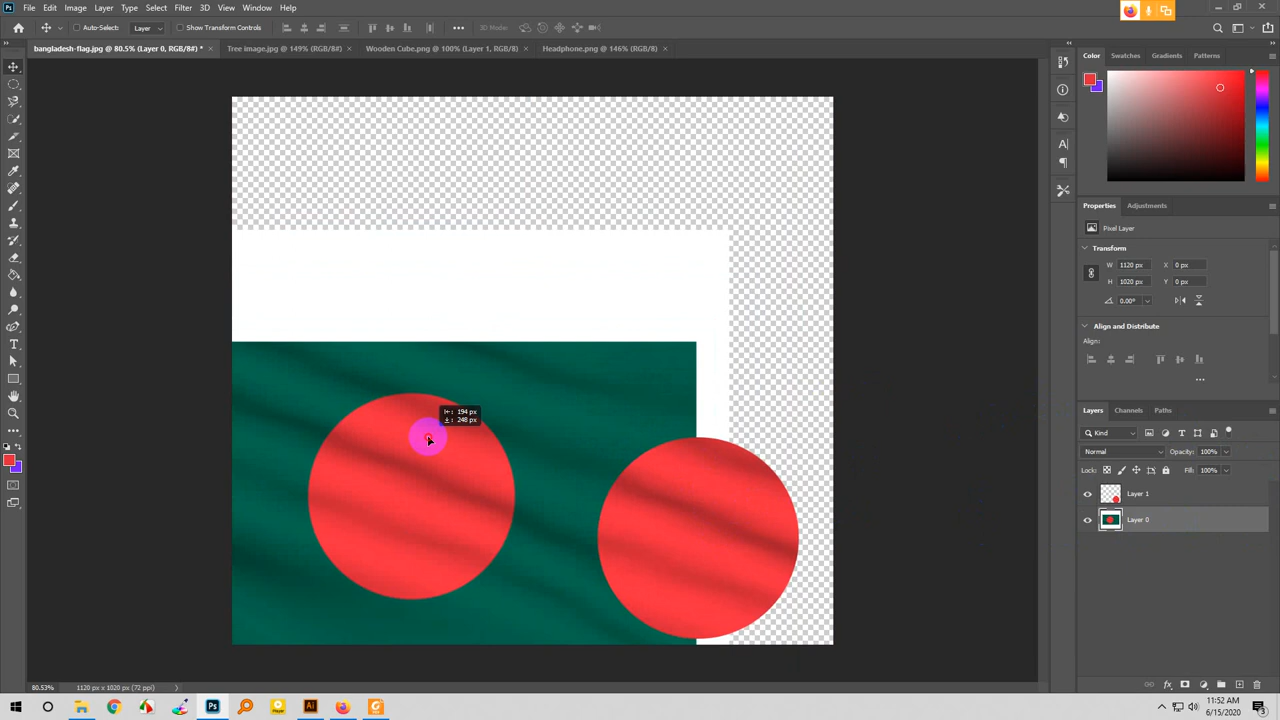 File Edit Image Layer Type Select Filter 3D View Window Help
Auto-Select: Layer Show Transform Controls 3D Mode:
bangladesh-flag.jpg @ 80.5% (Layer 0, RGB/8#) * Tree image.jpg @ 149% (RGB/8#) Wooden Cube.png @ 100% (Layer 1, RGB/8) Headphone.png @ 146% (RGB/8)
Color Swatches Gradients Patterns
Properties Adjustments
Pixel Layer
Transform
W 1120 px X 0 px
H 1020 px Y 0 px
0.00°
Align and Distribute
Align:
194 px
248 px
Layers Channels Paths
Kind
Normal Opacity: 100%
Lock: Fill: 100%
Layer 1
Layer 0
80.53% 1120 px x 1020 px (72 ppi)
11:52 AM
6/15/2020